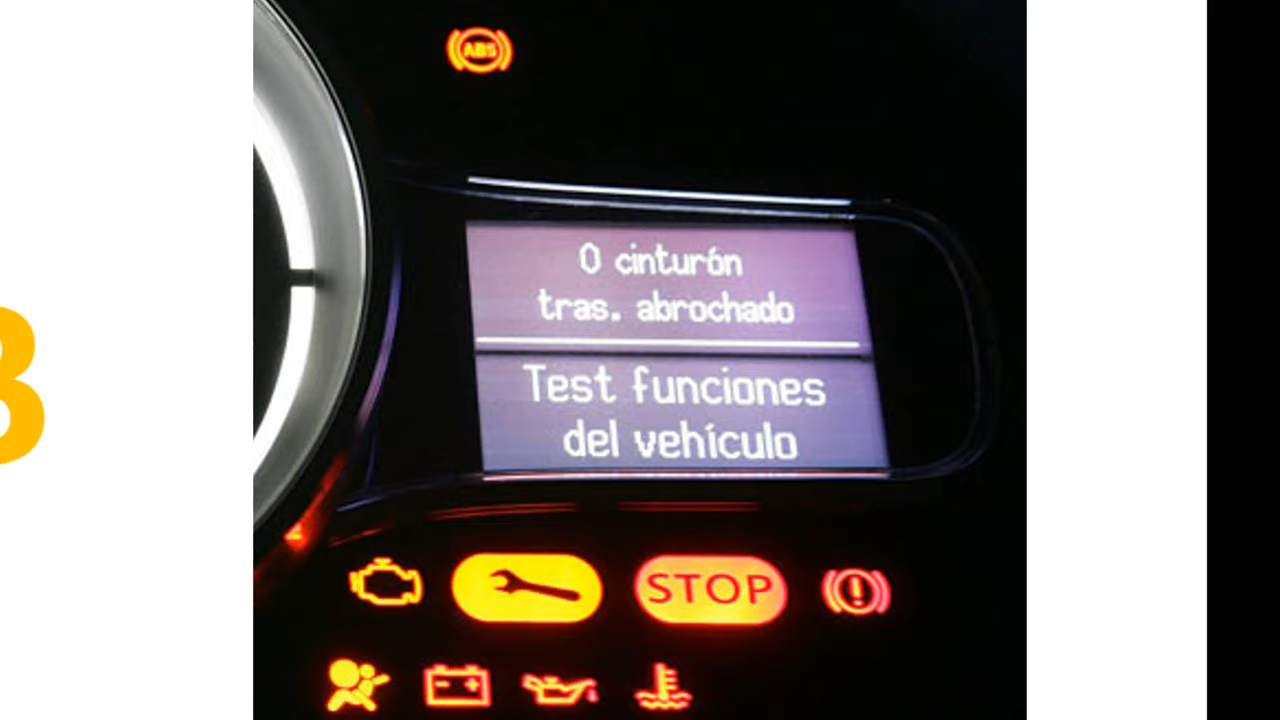 ABS
0 cinturón
tras. abrochado
Test funciones
del vehículo
STOP